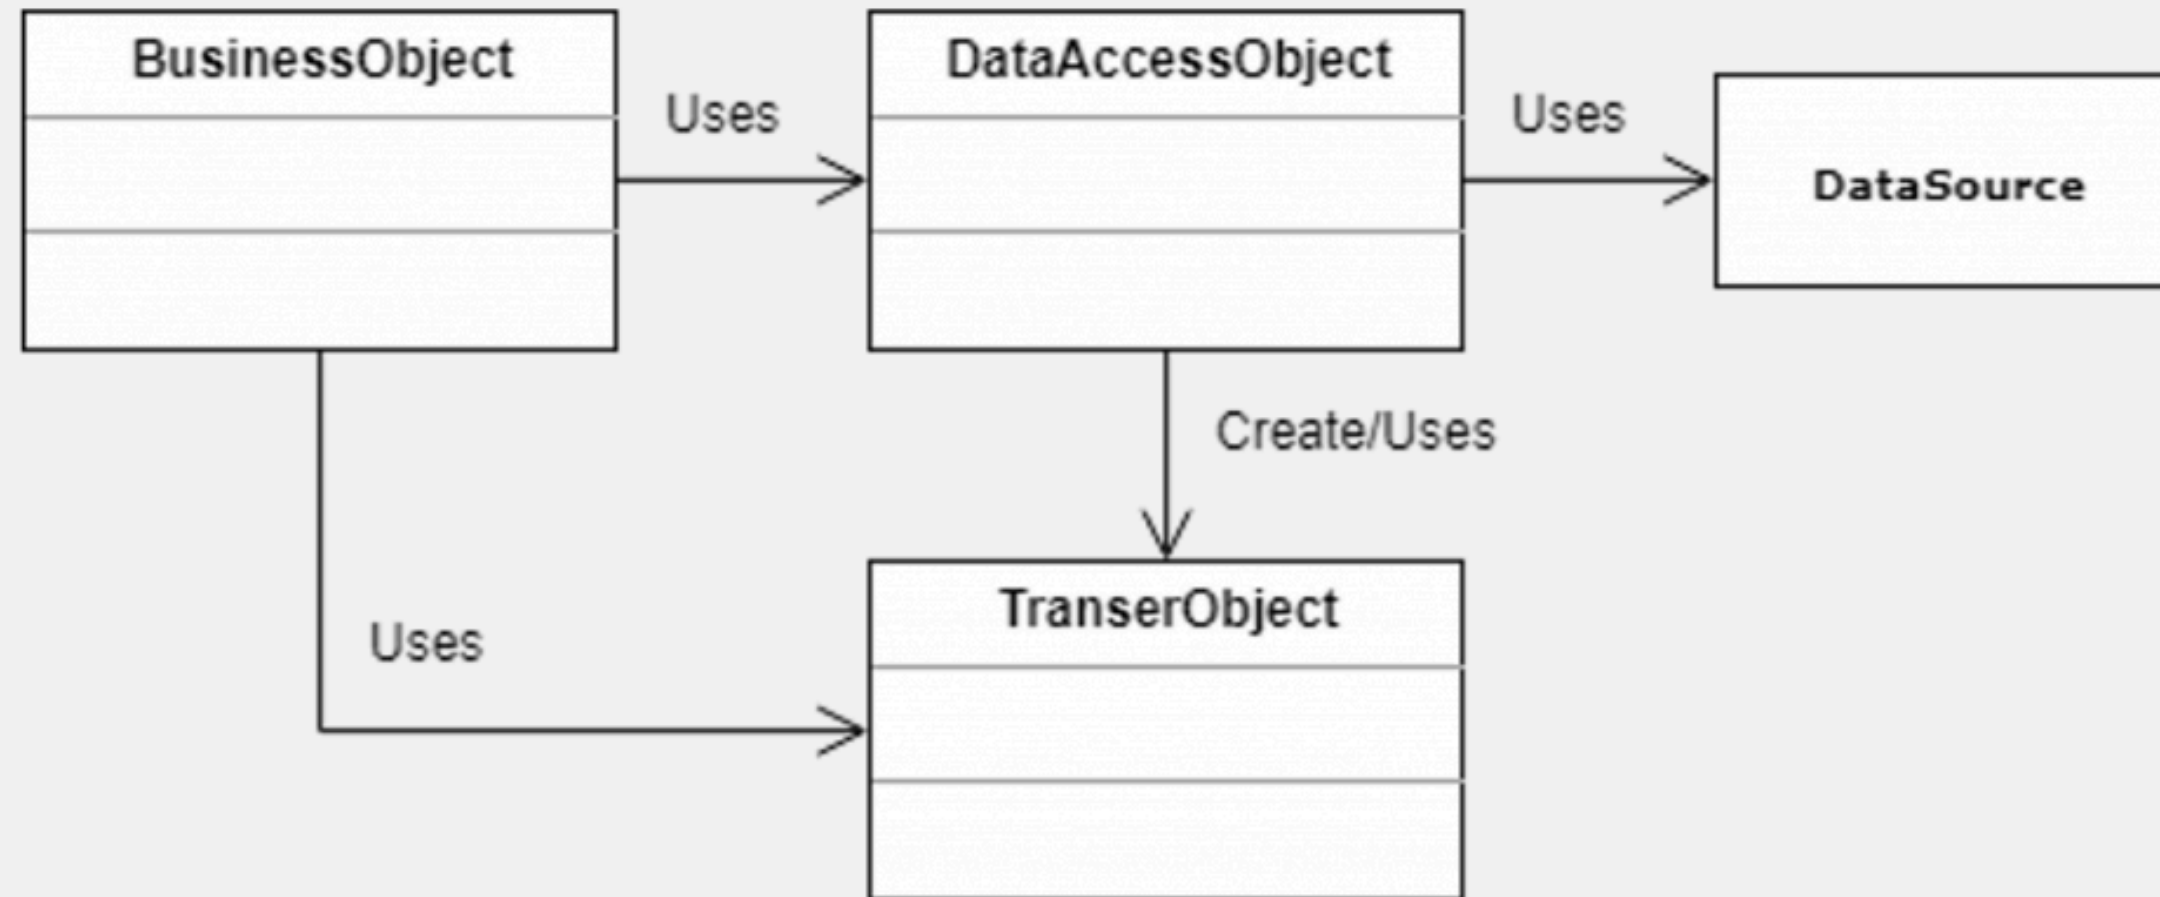 BusinessObject
Uses
DataAccessObject
Uses
DataSource
Create/Uses
Uses
TranserObject